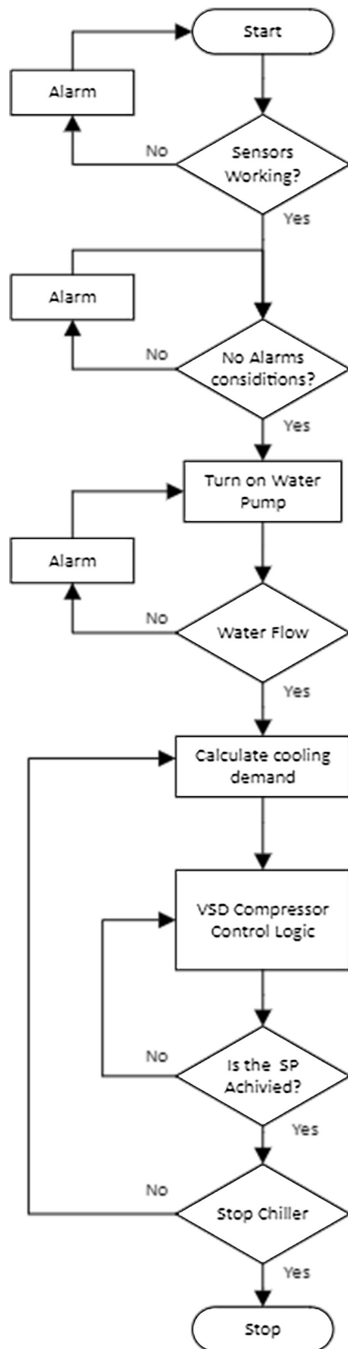 Start
Alarm
No
Sensors
Working?
Yes
Alarm
No
No Alarms
considitions?
Yes
Turn on Water
Pump
Alarm
No
Water Flow
Yes
Calculate cooling
demand
VSD Compressor
Control Logic
No
Is the SP
Achivied?
Yes
No
Stop Chiller
Yes
Stop